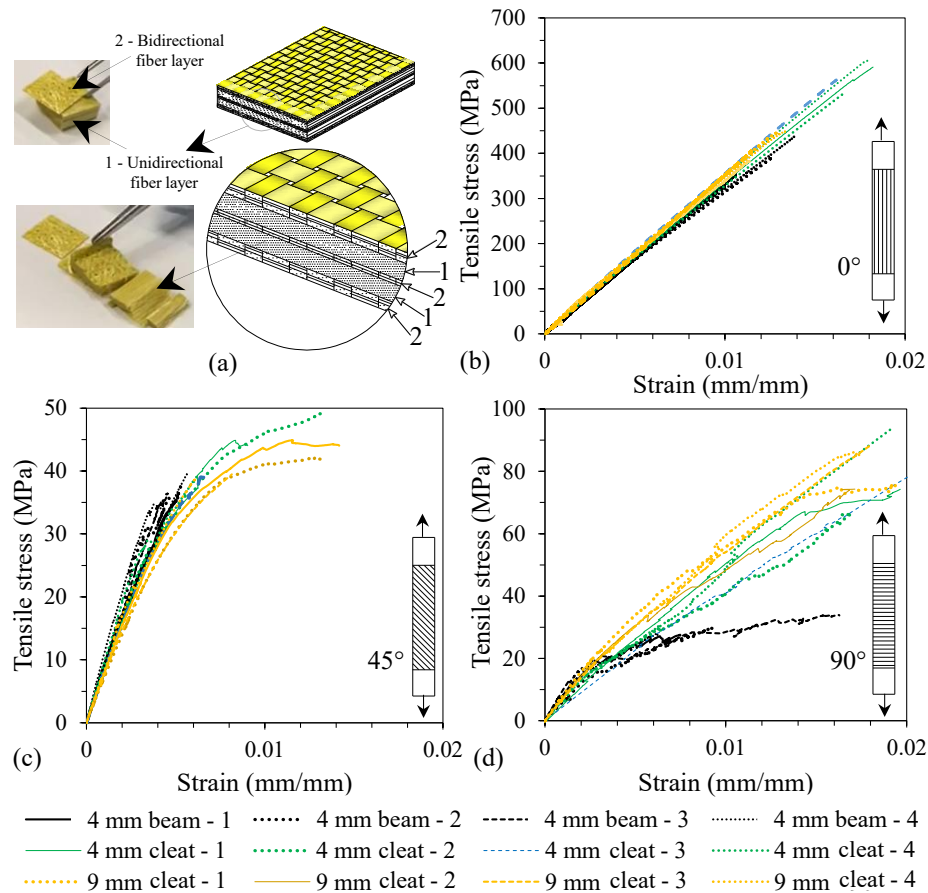 2 - Bidirectional
fiber layer
1 - Unidirectional
fiber layer
2
1
2
1
2
(a)
Tensile stress (MPa)
600
500
400
300
200
100
0
0
0.01
0.02
0°
(b)
Strain (mm/mm)
Tensile stress (MPa)
50
40
30
20
10
0
0
0.01
0.02
45°
(c)
Strain (mm/mm)
Tensile stress (MPa)
100
80
60
40
20
0
0
0.01
0.02
90°
(d)
Strain (mm/mm)
4 mm beam - 1 4 mm beam - 2 4 mm beam - 3 4 mm beam - 4
4 mm cleat - 1 4 mm cleat - 2 4 mm cleat - 3 4 mm cleat - 4
9 mm cleat - 1 9 mm cleat - 2 9 mm cleat - 3 9 mm cleat - 4